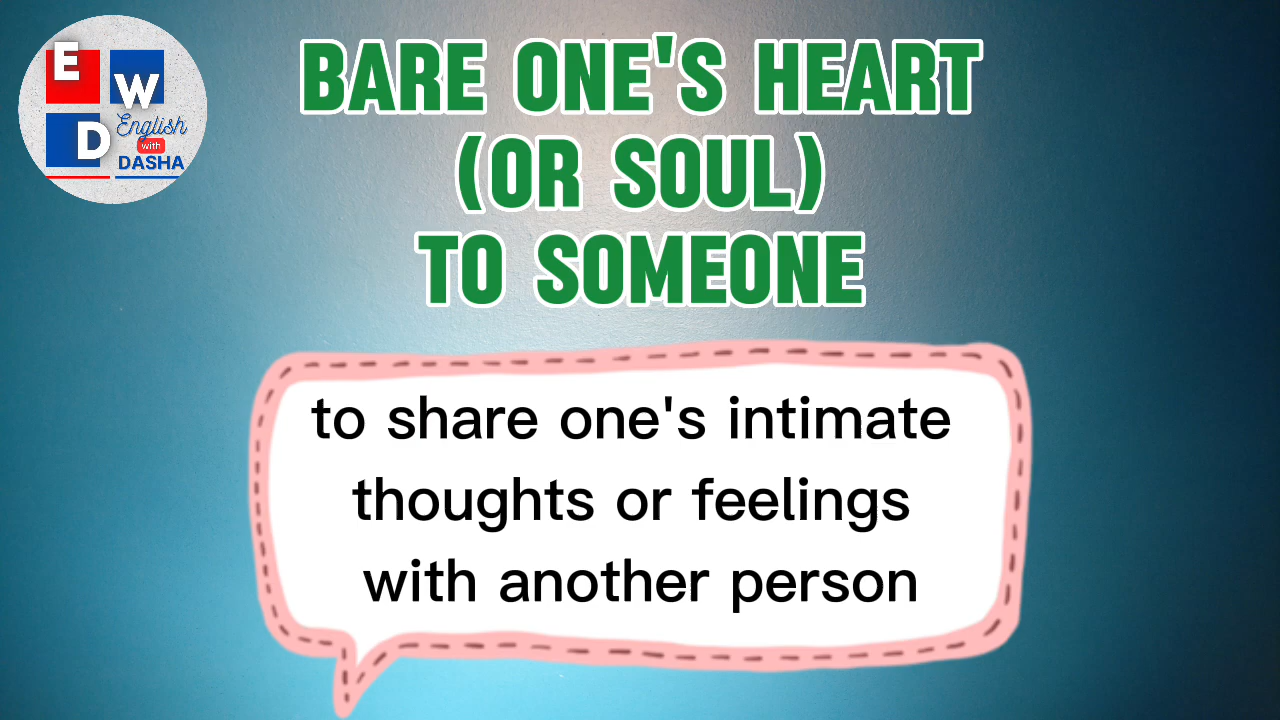 E
W
D
English
with
DASHA
BARE ONE'S HEART
(OR SOUL)
TO SOMEONE
to share one's intimate
thoughts or feelings
with another person